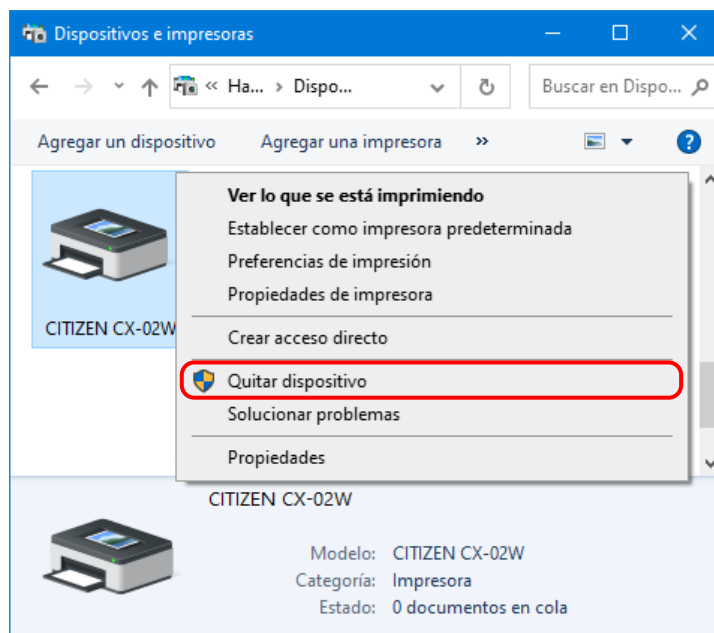 Dispositivos e impresoras
« Ha... > Dispo...
Buscar en Dispo...
Agregar un dispositivo Agregar una impresora »
Ver lo que se está imprimiendo
Establecer como impresora predeterminada
Preferencias de impresión
Propiedades de impresora
CITIZEN CX-02W
Crear acceso directo
Quitar dispositivo
Solucionar problemas
Propiedades
CITIZEN CX-02W
Modelo: CITIZEN CX-02W
Categoría: Impresora
Estado: 0 documentos en cola